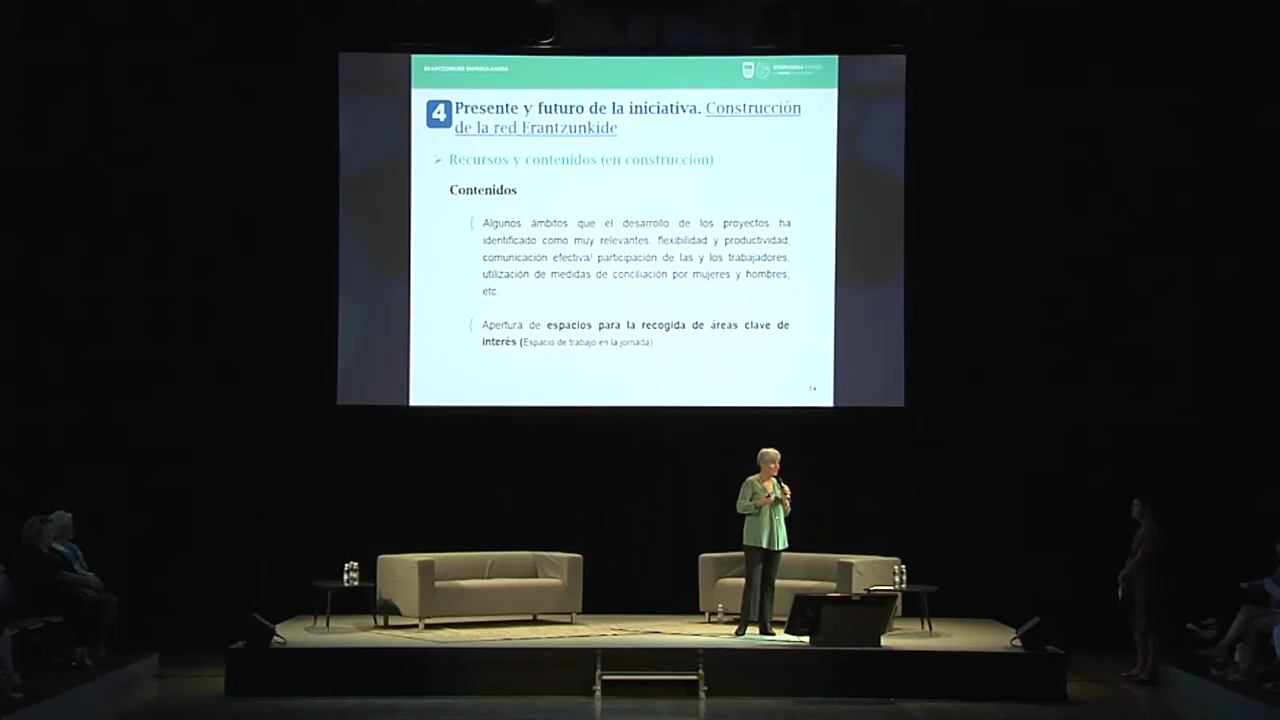 4
Presente y futuro de la iniciativa. Construcción
de la red Erantzunkide
Recursos y contenidos (en construcción)
Contenidos
Algunos ámbitos que el desarrollo de los proyectos ha
identificado como muy relevantes: flexibilidad y productividad,
comunicación efectiva/ participación de las y los trabajadores,
utilización de medidas de conciliación por mujeres y hombres;
etc.
Apertura de espacios para la recogida de áreas clave de
interés (Espacio de trabajo en la jornada)
14